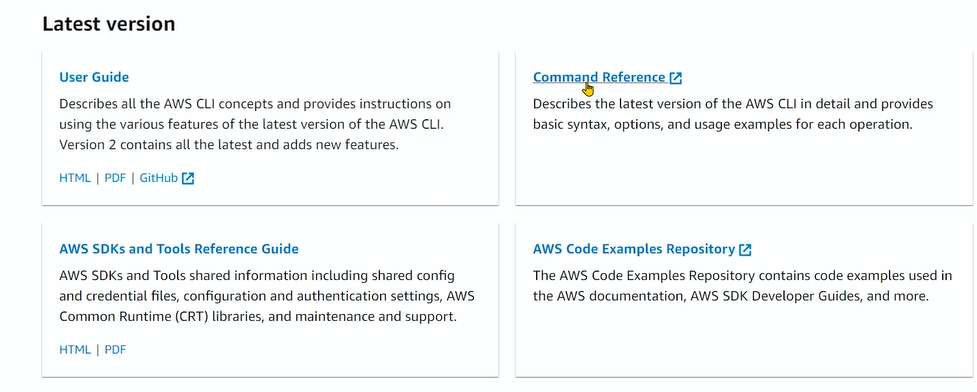 Latest version
User Guide
Describes all the AWS CLI concepts and provides instructions on
using the various features of the latest version of the AWS CLI.
Version 2 contains all the latest and adds new features.
HTML | PDF | GitHub
Command Reference
Describes the latest version of the AWS CLI in detail and provides
basic syntax, options, and usage examples for each operation.
AWS SDKs and Tools Reference Guide
AWS SDKs and Tools shared information including shared config
and credential files, configuration and authentication settings, AWS
Common Runtime (CRT) libraries, and maintenance and support.
HTML | PDF
AWS Code Examples Repository
The AWS Code Examples Repository contains code examples used in
the AWS documentation, AWS SDK Developer Guides, and more.